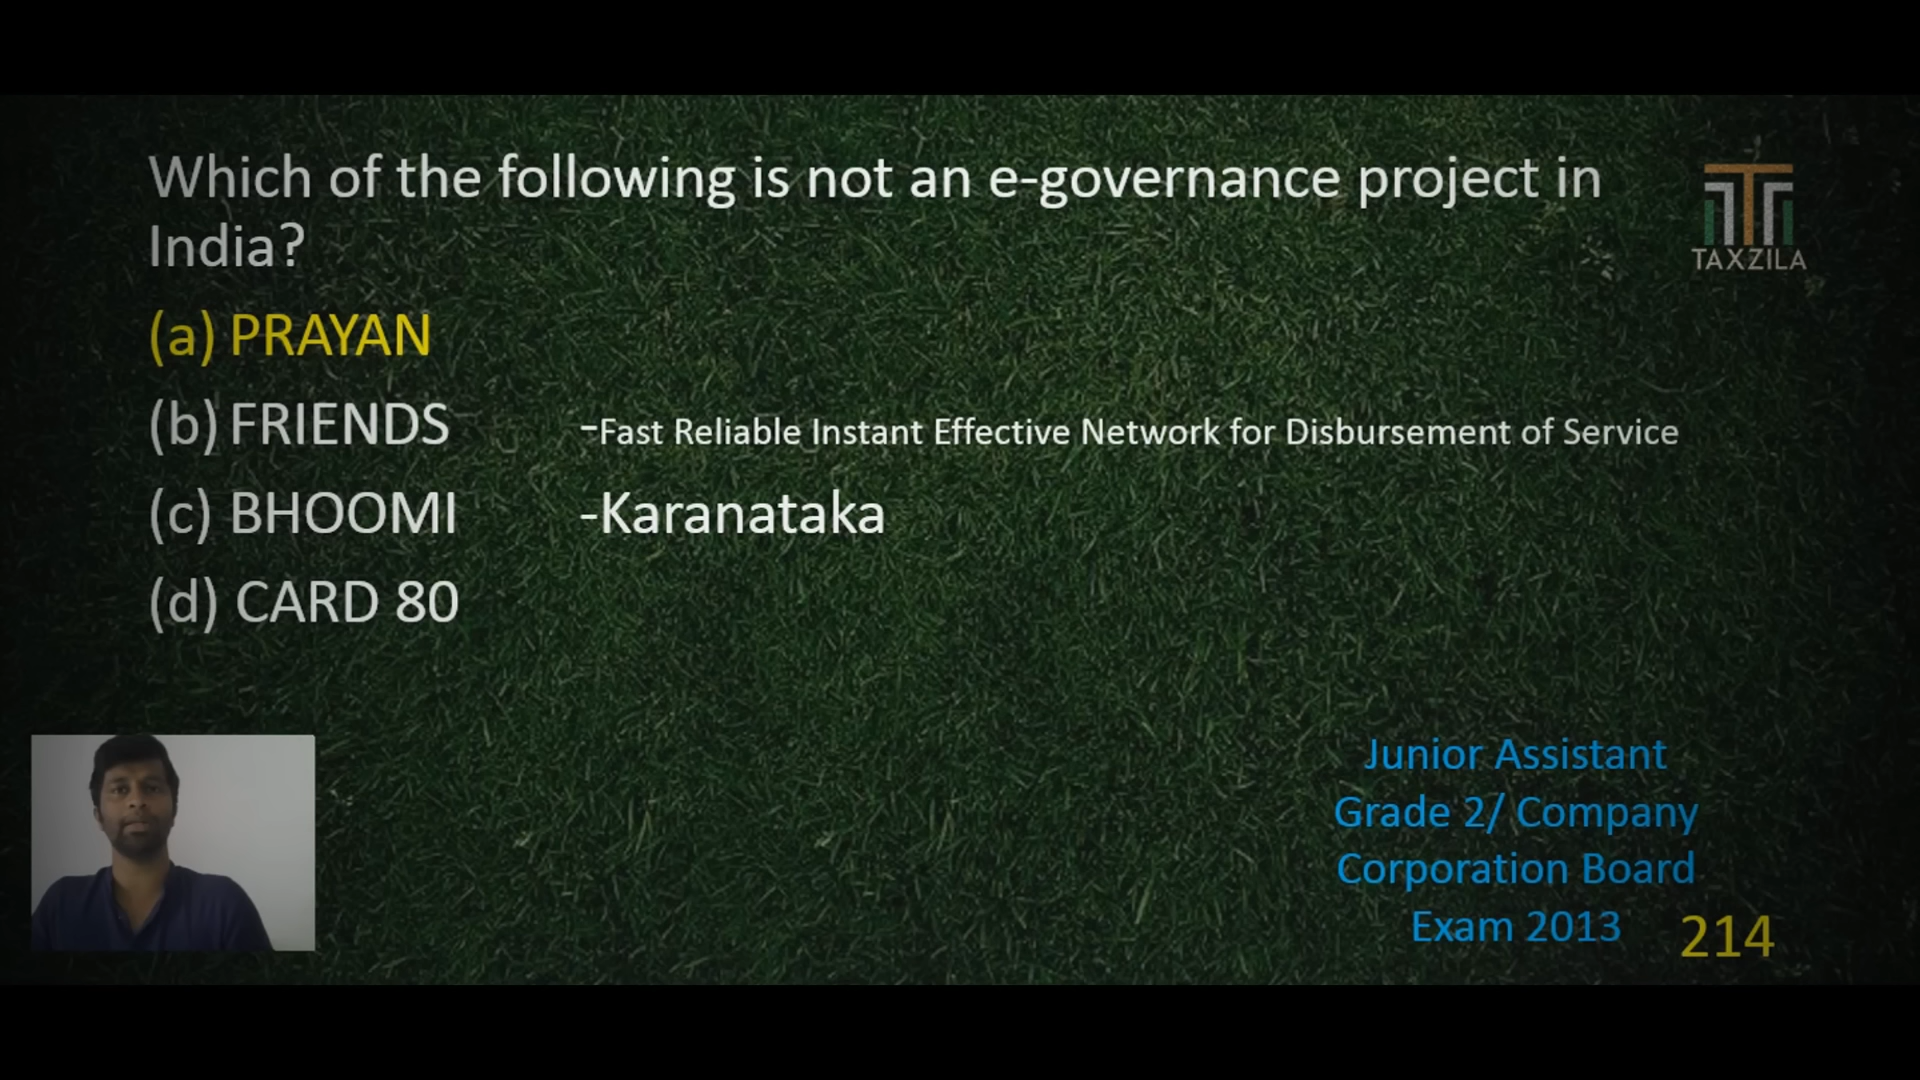 Which of the following is not an e-governance project in
India?
TAXZILA
(a) PRAYAN
(b) FRIENDS -Fast Reliable Instant Effective Network for Disbursement of Service
(c) BHOOMI -Karanataka
(d) CARD 80
Junior Assistant
Grade 2/ Company
Corporation Board
Exam 2013
214